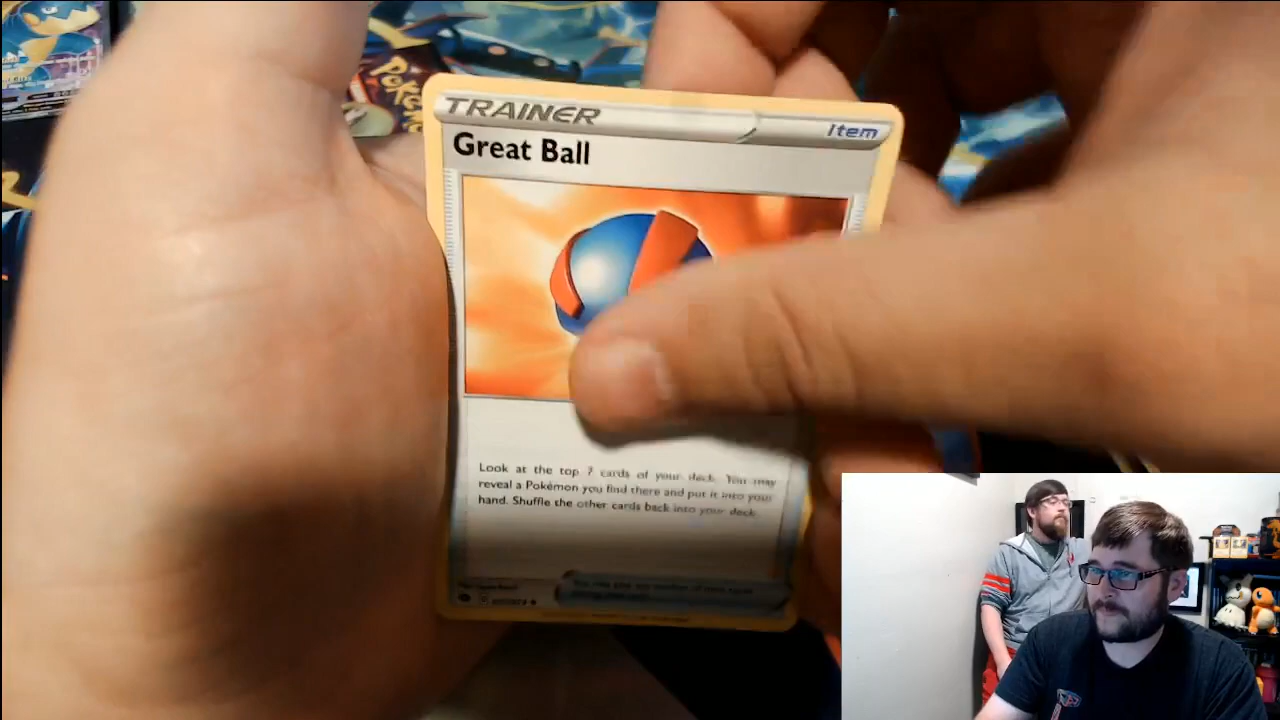 POKéMO
TRAINER
Item
Great Ball
Look at the top 7 cards of your deck. You may
reveal a Pokémon you find there and put it into your
hand. Shuffle the other cards back into your deck.